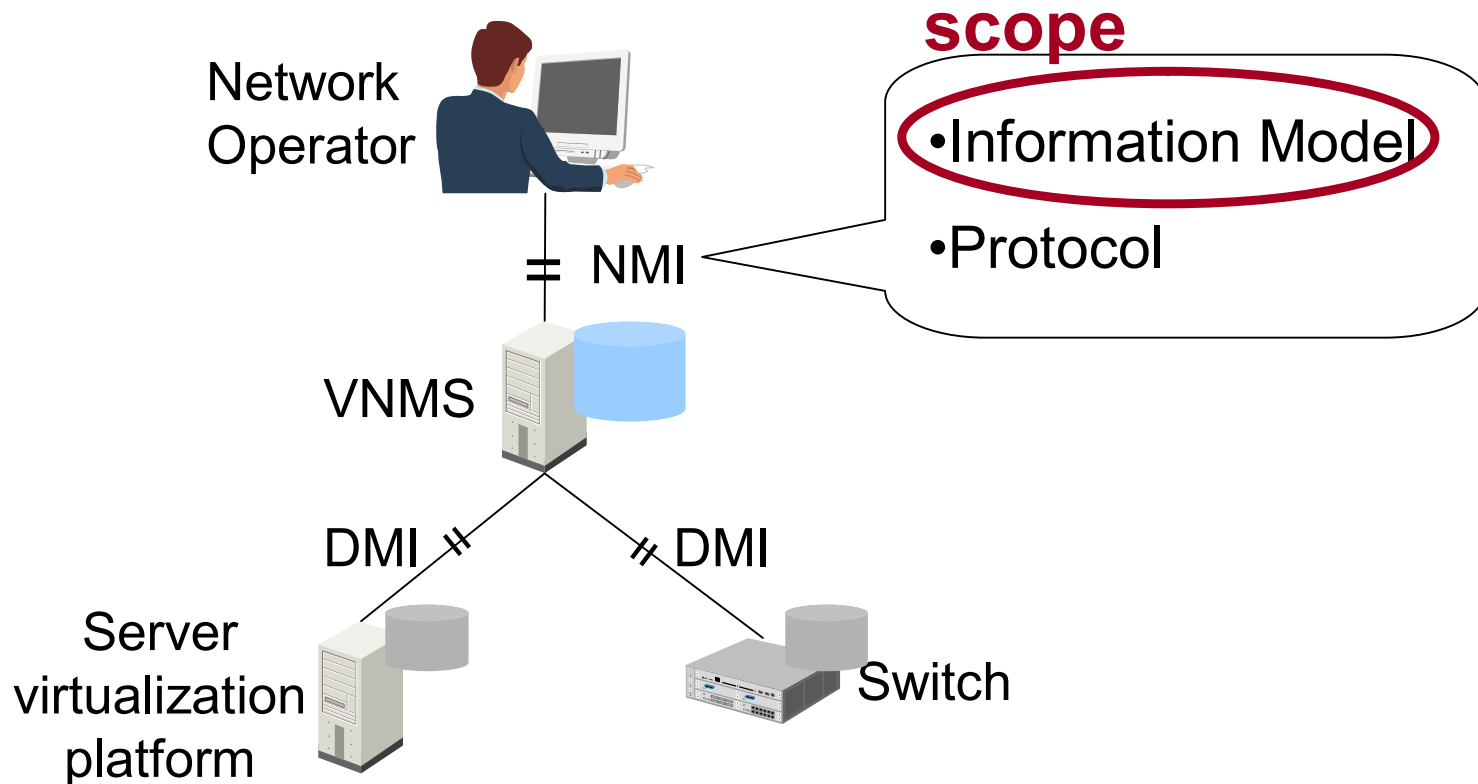 scope
Network
Operator
•Information Model
•Protocol
NMI
VNMS
DMI
DMI
Server
virtualization
platform
Switch